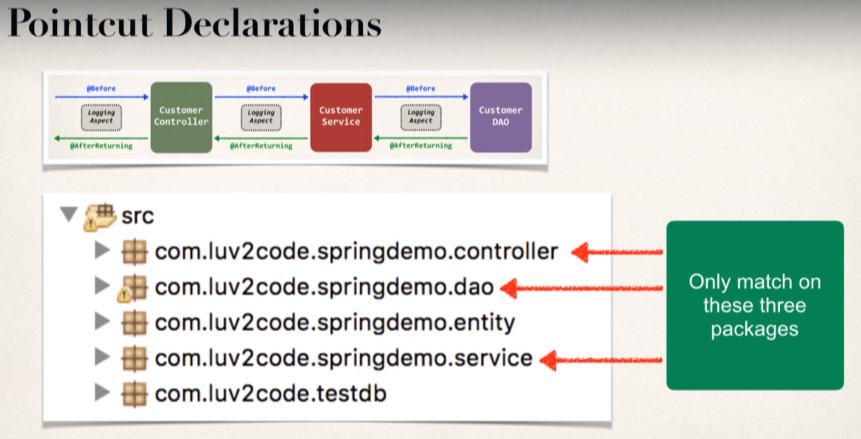 Pointcut Declarations
@Before
@Before
@Before
Logging
Aspect
Customer
Controller
Logging
Aspect
Customer
Service
Logging
Aspect
Customer
DAO
@AfterReturning
@AfterReturning
@AfterReturning
src
com.luv2code.springdemo.controller
com.luv2code.springdemo.dao
com.luv2code.springdemo.entity
com.luv2code.springdemo.service
com.luv2code.testdb
Only match on
these three
packages